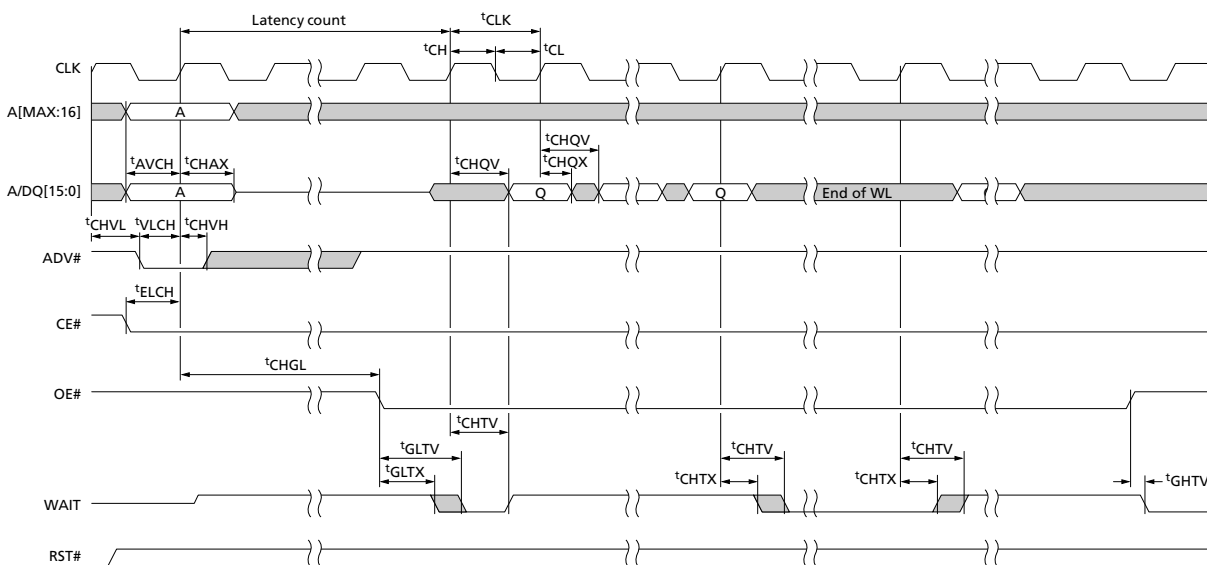 Latency count
tCLK
tCH
tCL
CLK
A[MAX:16]
A
tCHQV
tAVCH
tCHAX
tCHQV
tCHQX
A/DQ[15:0]
A
Q
Q
End of WL
tCHVL
tVLCH
tCHVH
ADV#
tELCH
CE#
tCHGL
OE#
tCHTV
tGLTV
tCHTV
tCHTV
tGLTX
tCHTX
tCHTX
tGHTV
WAIT
RST#